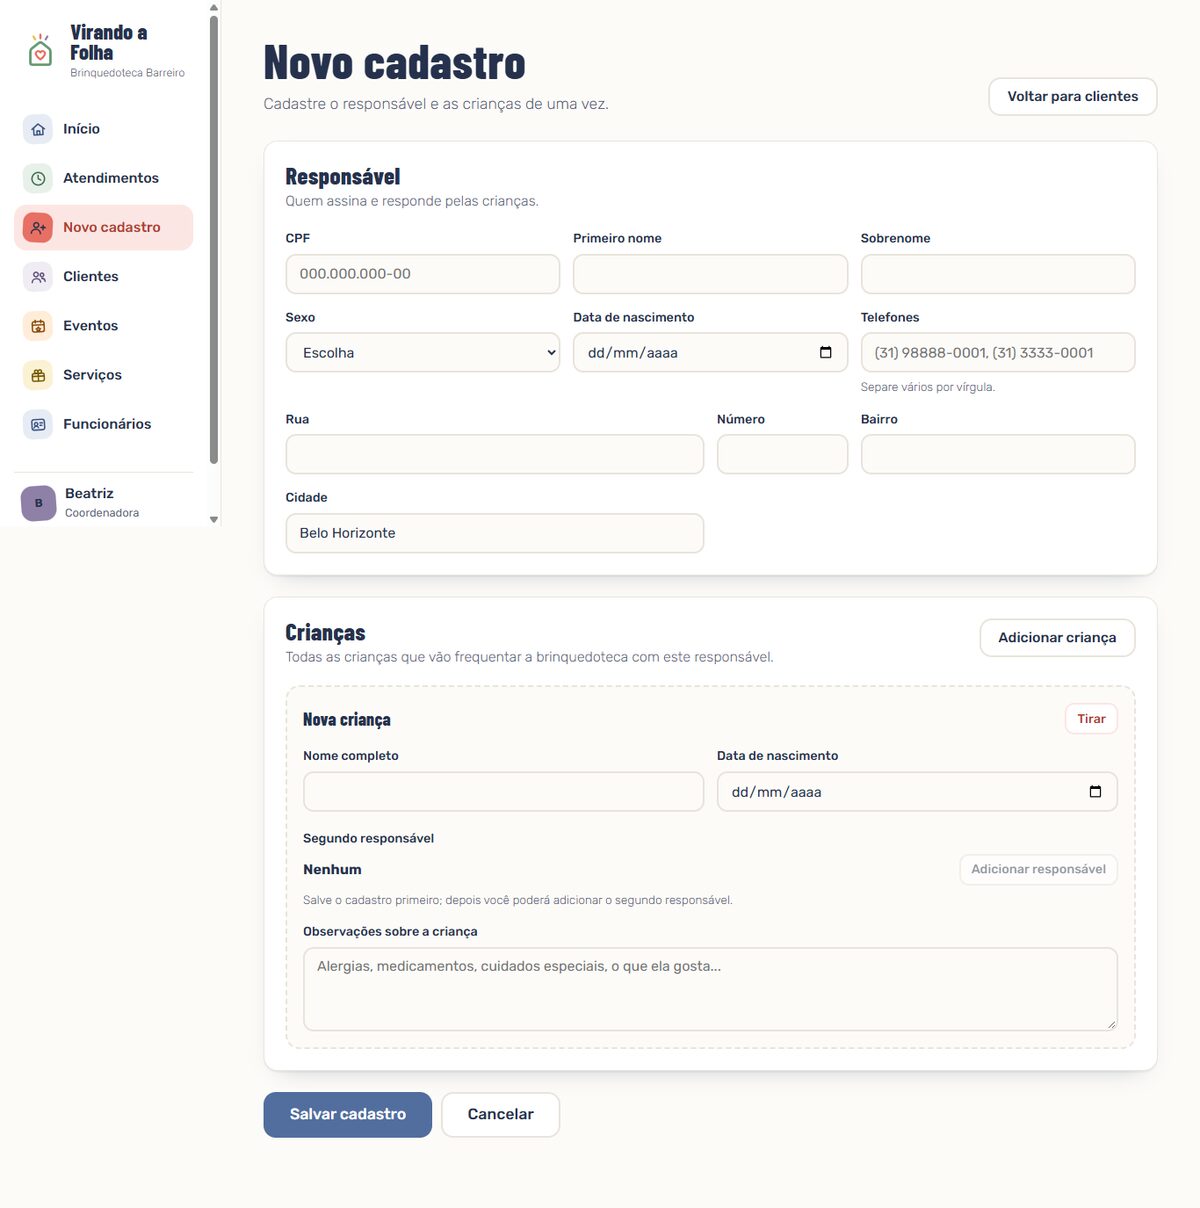 Virando a
Folha
Brinquedoteca Barreiro
Início
Atendimentos
Novo cadastro
Clientes
Eventos
Serviços
Funcionários
B
Beatriz
Coordenadora
Novo cadastro
Cadastre o responsável e as crianças de uma vez.
Voltar para clientes
Responsável
Quem assina e responde pelas crianças.
CPF Primeiro nome Sobrenome
000.000.000-00
Sexo Data de nascimento Telefones
Escolha dd/mm/aaaa (31) 98888-0001, (31) 3333-0001
Separe vários por vírgula.
Rua Número Bairro
Cidade
Belo Horizonte
Crianças
Todas as crianças que vão frequentar a brinquedoteca com este responsável.
Adicionar criança
Nova criança
Tirar
Nome completo Data de nascimento
dd/mm/aaaa
Segundo responsável
Nenhum
Adicionar responsável
Salve o cadastro primeiro; depois você poderá adicionar o segundo responsável.
Observações sobre a criança
Alergias, medicamentos, cuidados especiais, o que ela gosta...
Salvar cadastro Cancelar